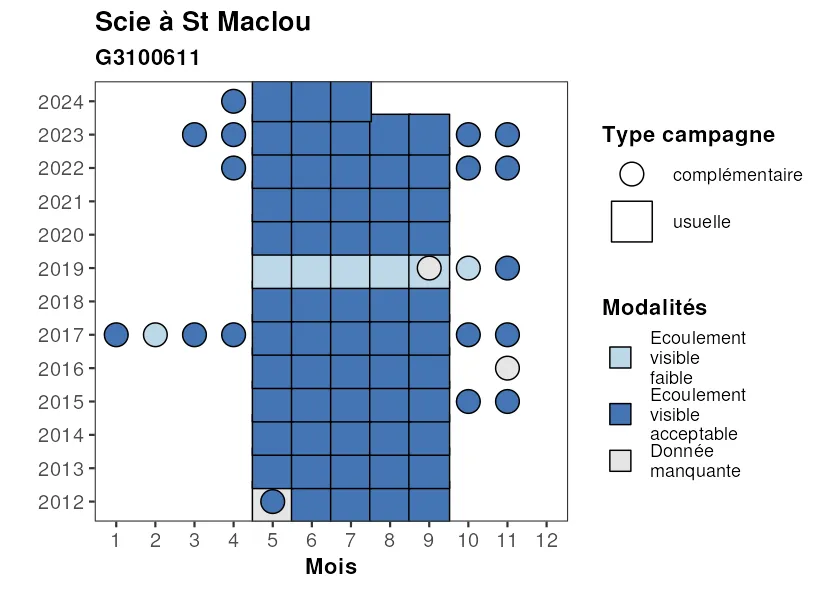 Scie à St Maclou
G3100611
2024
2023
2022
2021
2020
2019
2018
2017
2016
2015
2014
2013
2012
1 2 3 4 5 6 7 8 9 10 11 12
Mois
Type campagne
complémentaire
usuelle
Modalités
Ecoulement
visible
faible
Ecoulement
visible
acceptable
Donnée
manquante